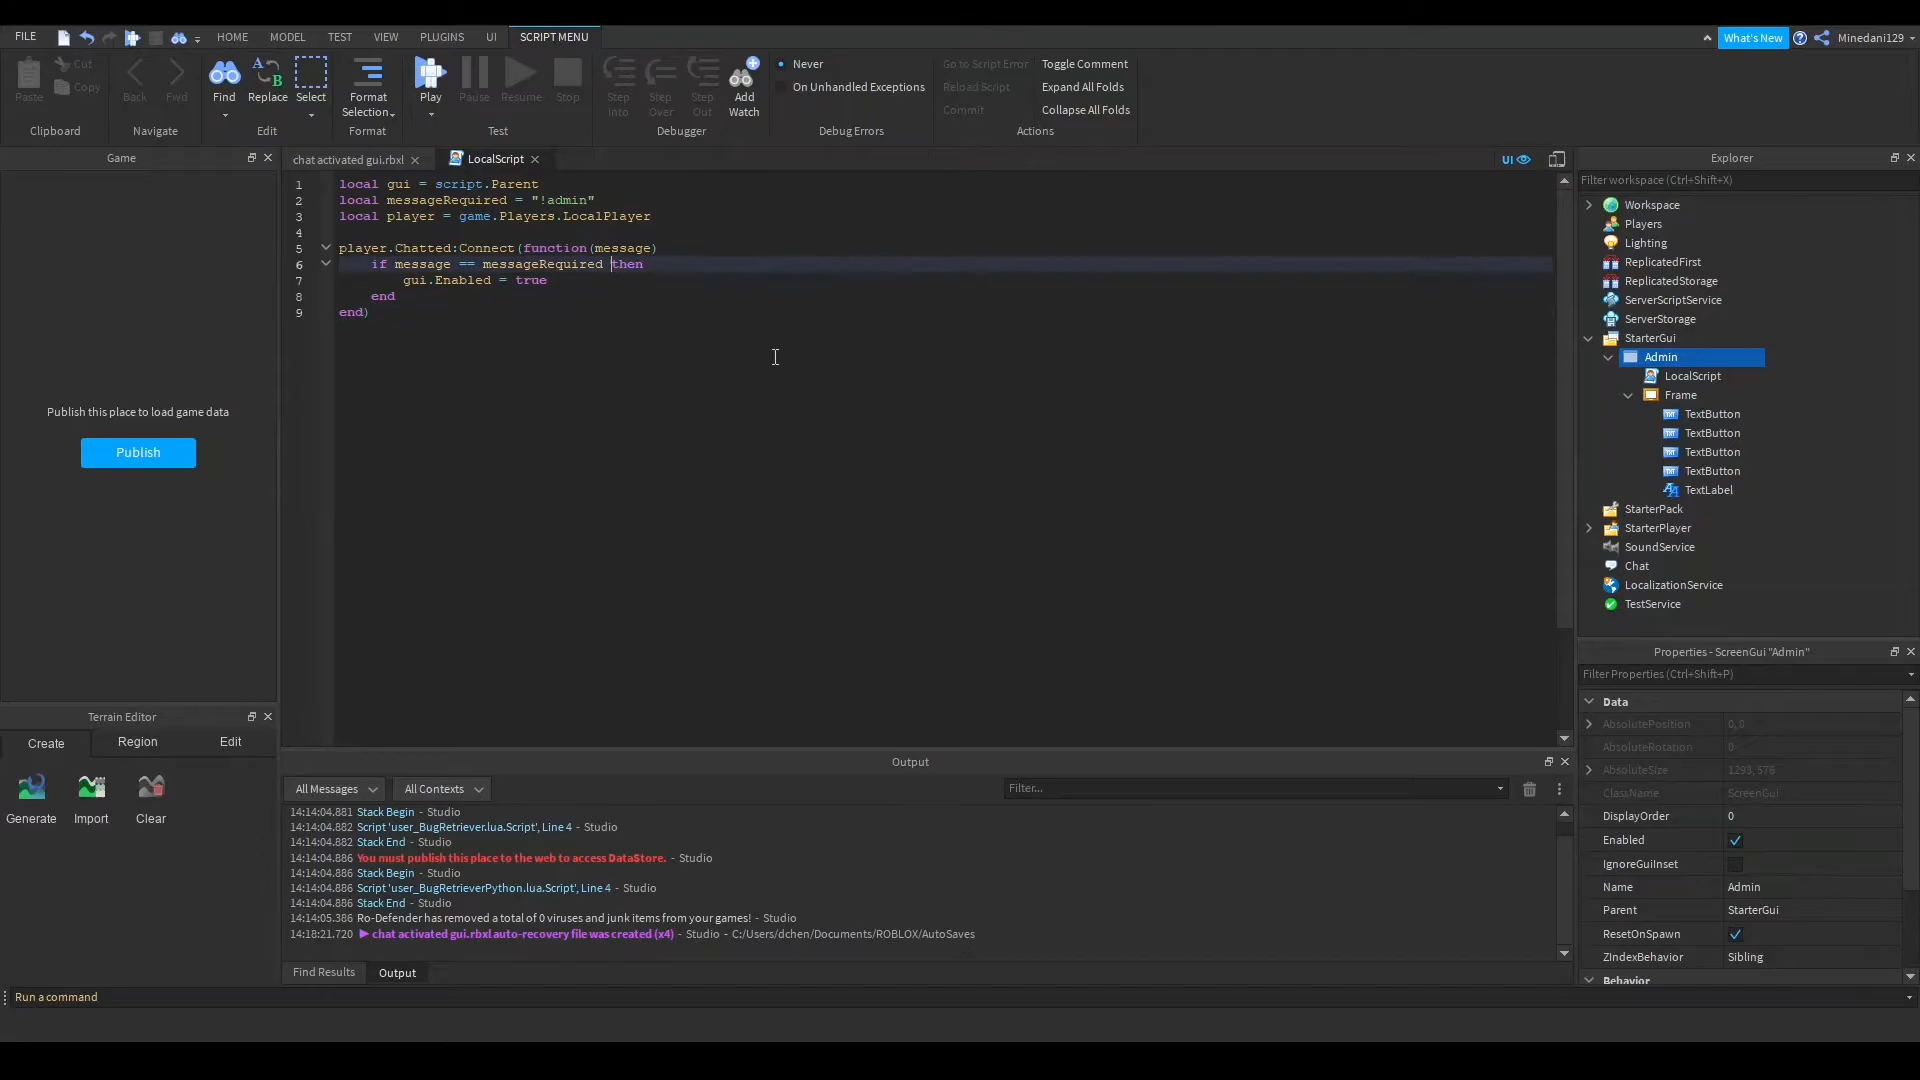 FILE HOME MODEL TEST VIEW PLUGINS UI SCRIPT MENU What's New Minedani129
Paste Cut Copy Back Fwd Find Replace Select Format Selection Play Pause Resume Stop Step Into Step Over Step Out Add Watch
Never
On Unhandled Exceptions
Go to Script Error
Reload Script
Commit
Toggle Comment
Expand All Folds
Collapse All Folds
Clipboard Navigate Edit Format Test Debugger Debug Errors Actions
Game
Publish this place to load game data
Publish
Terrain Editor
Create Region Edit
Generate Import Clear
chat activated gui.rbxl LocalScript UI
1 local gui = script.Parent
2 local messageRequired = "!admin"
3 local player = game.Players.LocalPlayer
4
5 player.Chatted:Connect(function(message)
6 if message == messageRequired then
7 gui.Enabled = true
8 end
9 end)
Output
All Messages All Contexts Filter...
14:14:04.881 Stack Begin - Studio
14:14:04.882 Script 'user_BugRetriever.lua.Script', Line 4 - Studio
14:14:04.882 Stack End - Studio
14:14:04.886 You must publish this place to the web to access DataStore. - Studio
14:14:04.886 Stack Begin - Studio
14:14:04.886 Script 'user_BugRetrieverPython.lua.Script', Line 4 - Studio
14:14:04.886 Stack End - Studio
14:14:05.386 Ro-Defender has removed a total of 0 viruses and junk items from your games! - Studio
14:18:21.720 chat activated gui.rbxl auto-recovery file was created (x4) - Studio - C:/Users/dchen/Documents/ROBLOX/AutoSaves
Find Results Output
Run a command
Explorer
Filter workspace (Ctrl+Shift+X)
Workspace
Players
Lighting
ReplicatedFirst
ReplicatedStorage
ServerScriptService
ServerStorage
StarterGui
Admin
LocalScript
Frame
TextButton
TextButton
TextButton
TextButton
TextLabel
StarterPack
StarterPlayer
SoundService
Chat
LocalizationService
TestService
Properties - ScreenGui "Admin"
Filter Properties (Ctrl+Shift+P)
Data
AbsolutePosition 0, 0
AbsoluteRotation 0
AbsoluteSize 1293, 576
ClassName ScreenGui
DisplayOrder 0
Enabled
IgnoreGuiInset
Name Admin
Parent StarterGui
ResetOnSpawn
ZIndexBehavior Sibling
Behavior